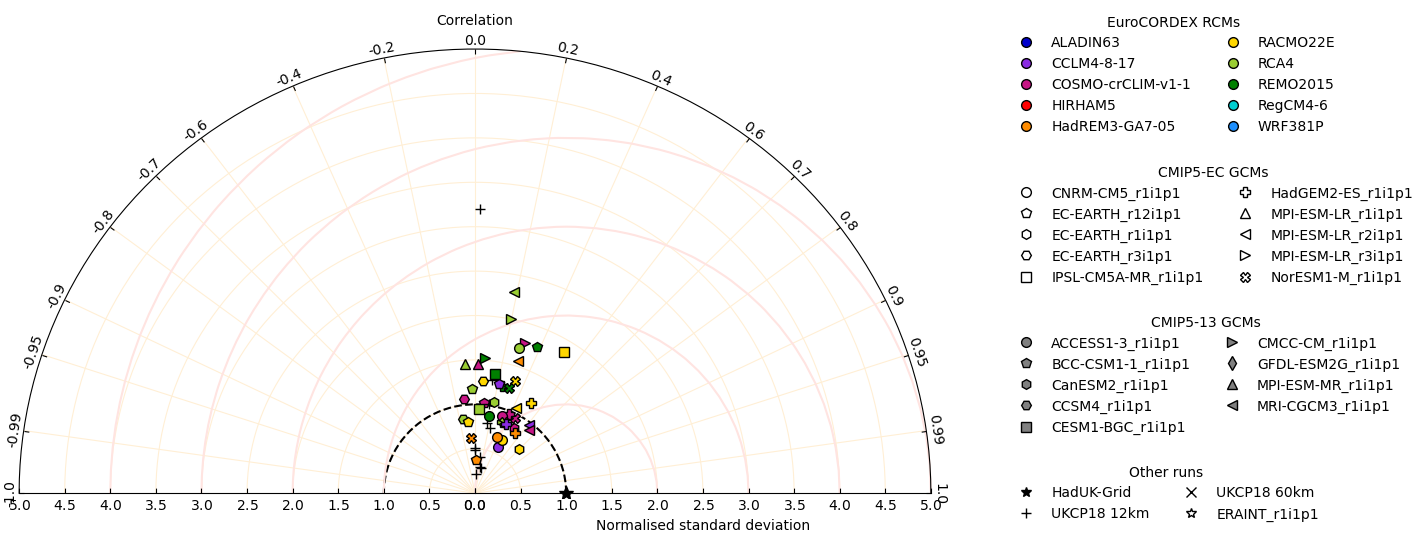 Correlation
-0.2
0.0
0.2
-0.4
0.4
-0.6
0.6
-0.7
0.7
-0.8
0.8
-0.9
0.9
-0.95
0.95
-0.99
0.99
-1.0
1.0
5.0 4.5 4.0 3.5 3.0 2.5 2.0 1.5 1.0 0.5 0.0 0.5 1.0 1.5 2.0 2.5 3.0 3.5 4.0 4.5 5.0
Normalised standard deviation
EuroCORDEX RCMs
ALADIN63 RACMO22E
CCLM4-8-17 RCA4
COSMO-crCLIM-v1-1 REMO2015
HIRHAM5 RegCM4-6
HadREM3-GA7-05 WRF381P
CMIP5-EC GCMs
CNRM-CM5_r1i1p1 HadGEM2-ES_r1i1p1
EC-EARTH_r12i1p1 MPI-ESM-LR_r1i1p1
EC-EARTH_r1i1p1 MPI-ESM-LR_r2i1p1
EC-EARTH_r3i1p1 MPI-ESM-LR_r3i1p1
IPSL-CM5A-MR_r1i1p1 NorESM1-M_r1i1p1
CMIP5-13 GCMs
ACCESS1-3_r1i1p1 CMCC-CM_r1i1p1
BCC-CSM1-1_r1i1p1 GFDL-ESM2G_r1i1p1
CanESM2_r1i1p1 MPI-ESM-MR_r1i1p1
CCSM4_r1i1p1 MRI-CGCM3_r1i1p1
CESM1-BGC_r1i1p1
Other runs
HadUK-Grid UKCP18 60km
UKCP18 12km ERAINT_r1i1p1